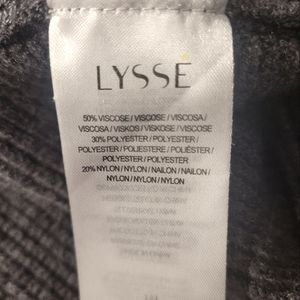 LYSSÉ
50% VISCOSE / VISCOSE / VISCOSA /
VISCOSA / VISKOS / VISKOSE / VISCOSE
30% POLYESTER / POLYESTER /
POLYESTER / POLIESTERE / POLIÉSTER /
POLYESTER / POLYESTER
20% NYLON / NYLON / NAILON / NAILON /
NYLON / NYLON / NYLON